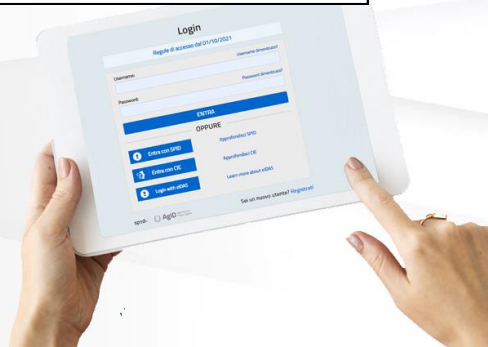 Login
Regole di accesso dal 01/10/2021
Username dimenticato?
Username:
Password dimenticata?
Password:
ENTRA
OPPURE
Entra con SPID
Approfondisci SPID
Entra con CIE
Approfondisci CIE
Login with eIDAS
Learn more about eIDAS
spid
AgID
Sei un nuovo utente? Registrati